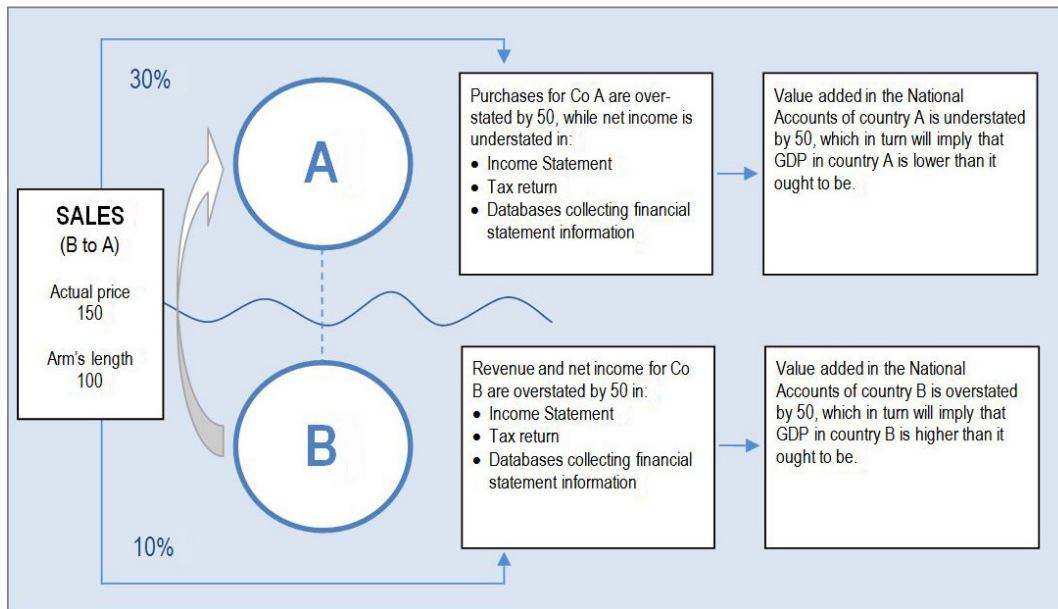 30%
A
Purchases for Co A are over-
stated by 50, while net income is
understated in:
● Income Statement
● Tax return
● Databases collecting financial
statement information
Value added in the National
Accounts of country A is understated
by 50, which in turn will imply that
GDP in country A is lower than it
ought to be.
SALES
(B to A)
Actual price
150
Arm's length
100
B
10%
Revenue and net income for Co
B are overstated by 50 in:
● Income Statement
● Tax return
● Databases collecting financial
statement information
Value added in the National
Accounts of country B is overstated
by 50, which in turn will imply that
GDP in country B is higher than it
ought to be.